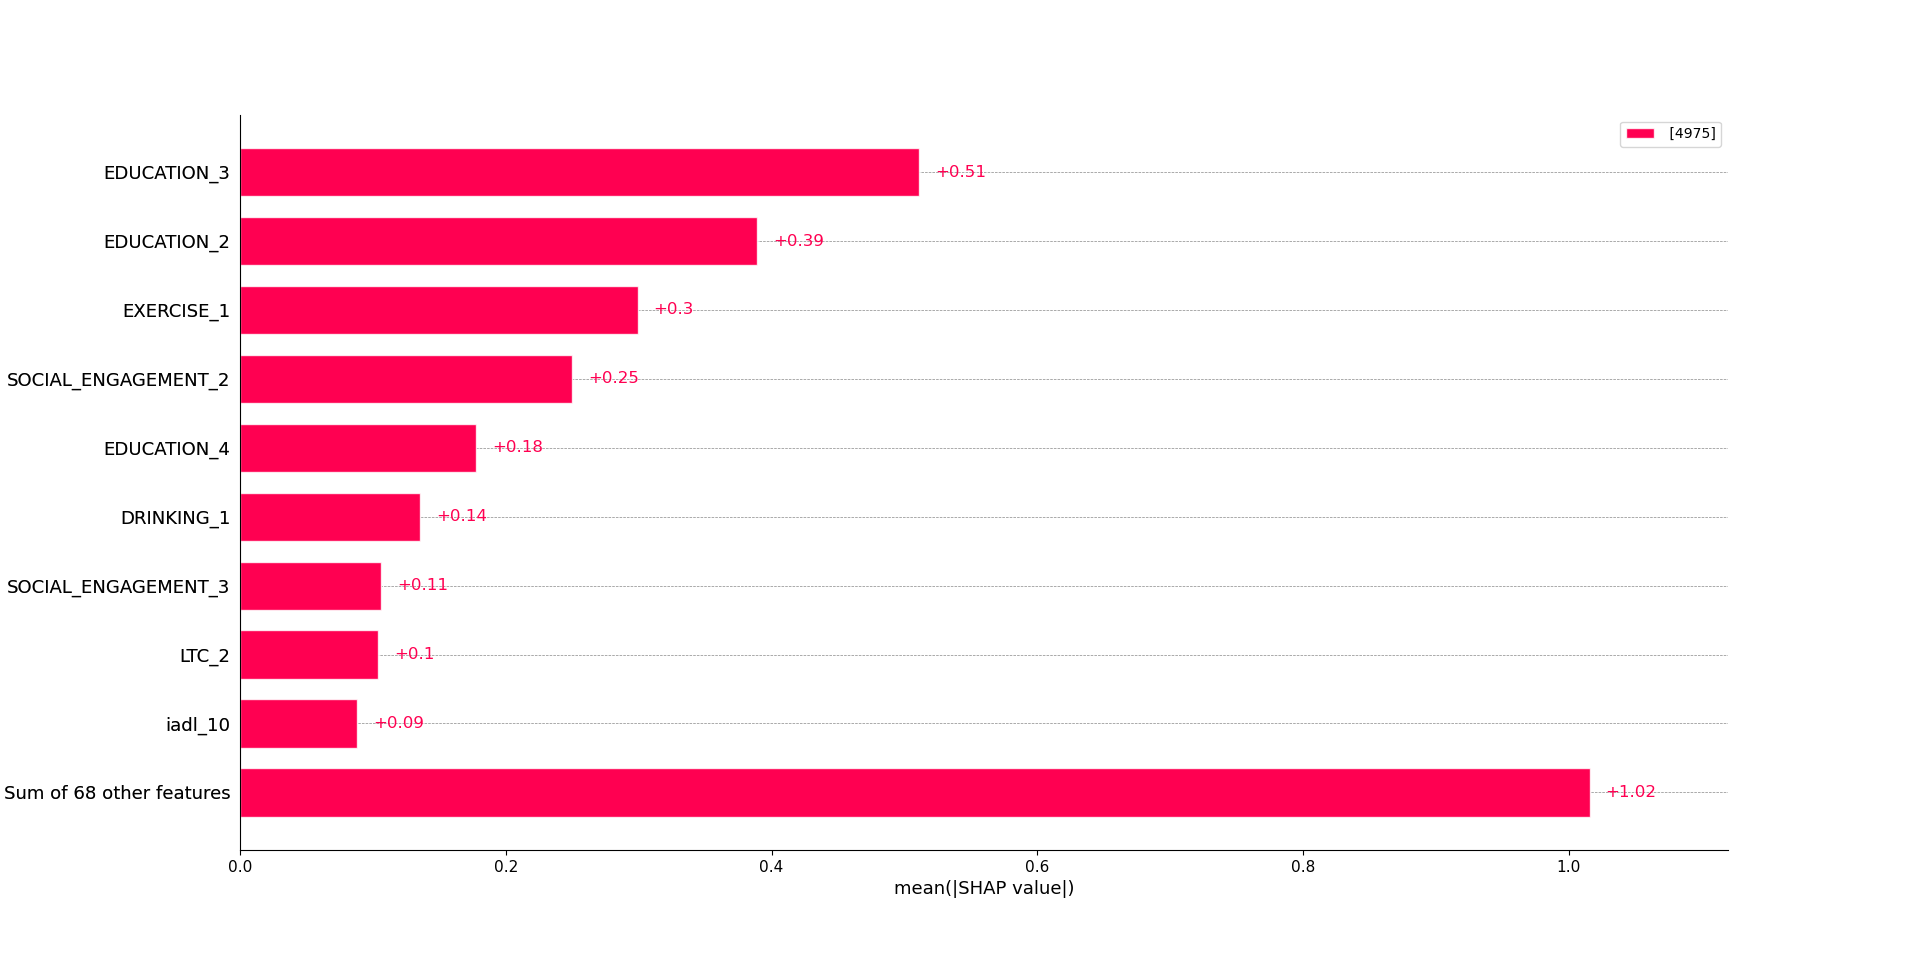 [4975]
EDUCATION_3 +0.51
EDUCATION_2 +0.39
EXERCISE_1 +0.3
SOCIAL_ENGAGEMENT_2 +0.25
EDUCATION_4 +0.18
DRINKING_1 +0.14
SOCIAL_ENGAGEMENT_3 +0.11
LTC_2 +0.1
iadl_10 +0.09
Sum of 68 other features +1.02
0.0 0.2 0.4 0.6 0.8 1.0
mean(|SHAP value|)